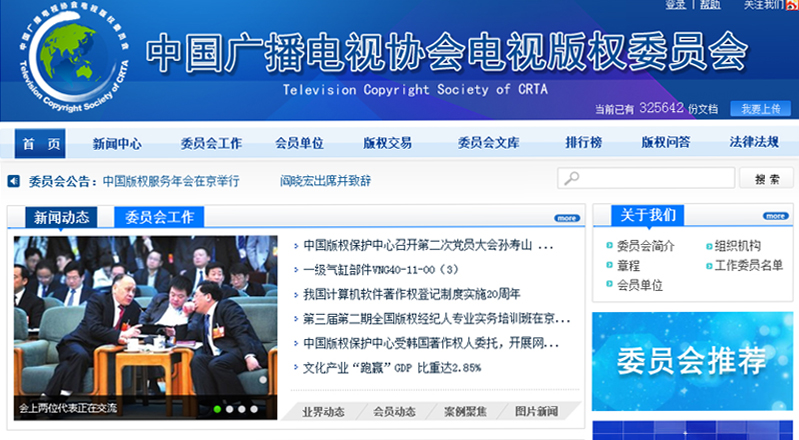 登录 | 帮助 关注我们
中国广播电视协会电视版权委员会
Television Copyright Society of CRTA
中国广播电视协会电视版权委员会
Television Copyright Society of CRTA
当前已有 325642 份文档 我要上传
首 页 新闻中心 委员会工作 会员单位 版权交易 委员会文库 排行榜 版权问答 法律法规
委员会公告：中国版权服务年会在京举行 阎晓宏出席并致辞
搜 索
新闻动态 委员会工作 more
会上两位代表正在交流
中国版权保护中心召开第二次党员大会孙寿山 ...
一级气缸部件VNG40-11-00（3）
我国计算机软件著作权登记制度实施20周年
第三届第二期全国版权经纪人专业实务培训班在京...
中国版权保护中心受韩国著作权人委托，开展网...
文化产业“跑赢”GDP 比重达2.85%
业界动态 会员动态 案例聚焦 图片新闻
关于我们 more
委员会简介 组织机构
章程 工作委员名单
会员单位
委员会推荐